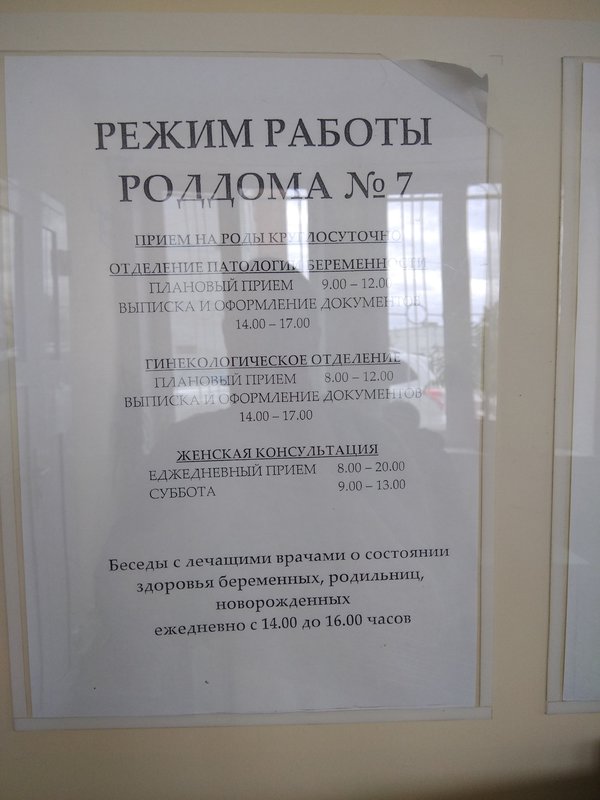 РЕЖИМ РАБОТЫ
РОДДОМА № 7
ПРИЕМ НА РОДЫ КРУГЛОСУТОЧНО
ОТДЕЛЕНИЕ ПАТОЛОГИИ БЕРЕМЕННОСТИ
ПЛАНОВЫЙ ПРИЕМ 9.00 – 12.00
ВЫПИСКА И ОФОРМЛЕНИЕ ДОКУМЕНТОВ
14.00 – 17.00
ГИНЕКОЛОГИЧЕСКОЕ ОТДЕЛЕНИЕ
ПЛАНОВЫЙ ПРИЕМ 8.00 – 12.00
ВЫПИСКА И ОФОРМЛЕНИЕ ДОКУМЕНТОВ
14.00 – 17.00
ЖЕНСКАЯ КОНСУЛЬТАЦИЯ
ЕДЖЕДНЕВНЫЙ ПРИЕМ 8.00 – 20.00
СУББОТА 9.00 – 13.00
Беседы с лечащими врачами о состоянии
здоровья беременных, родильниц,
новорожденных
ежедневно с 14.00 до 16.00 часов